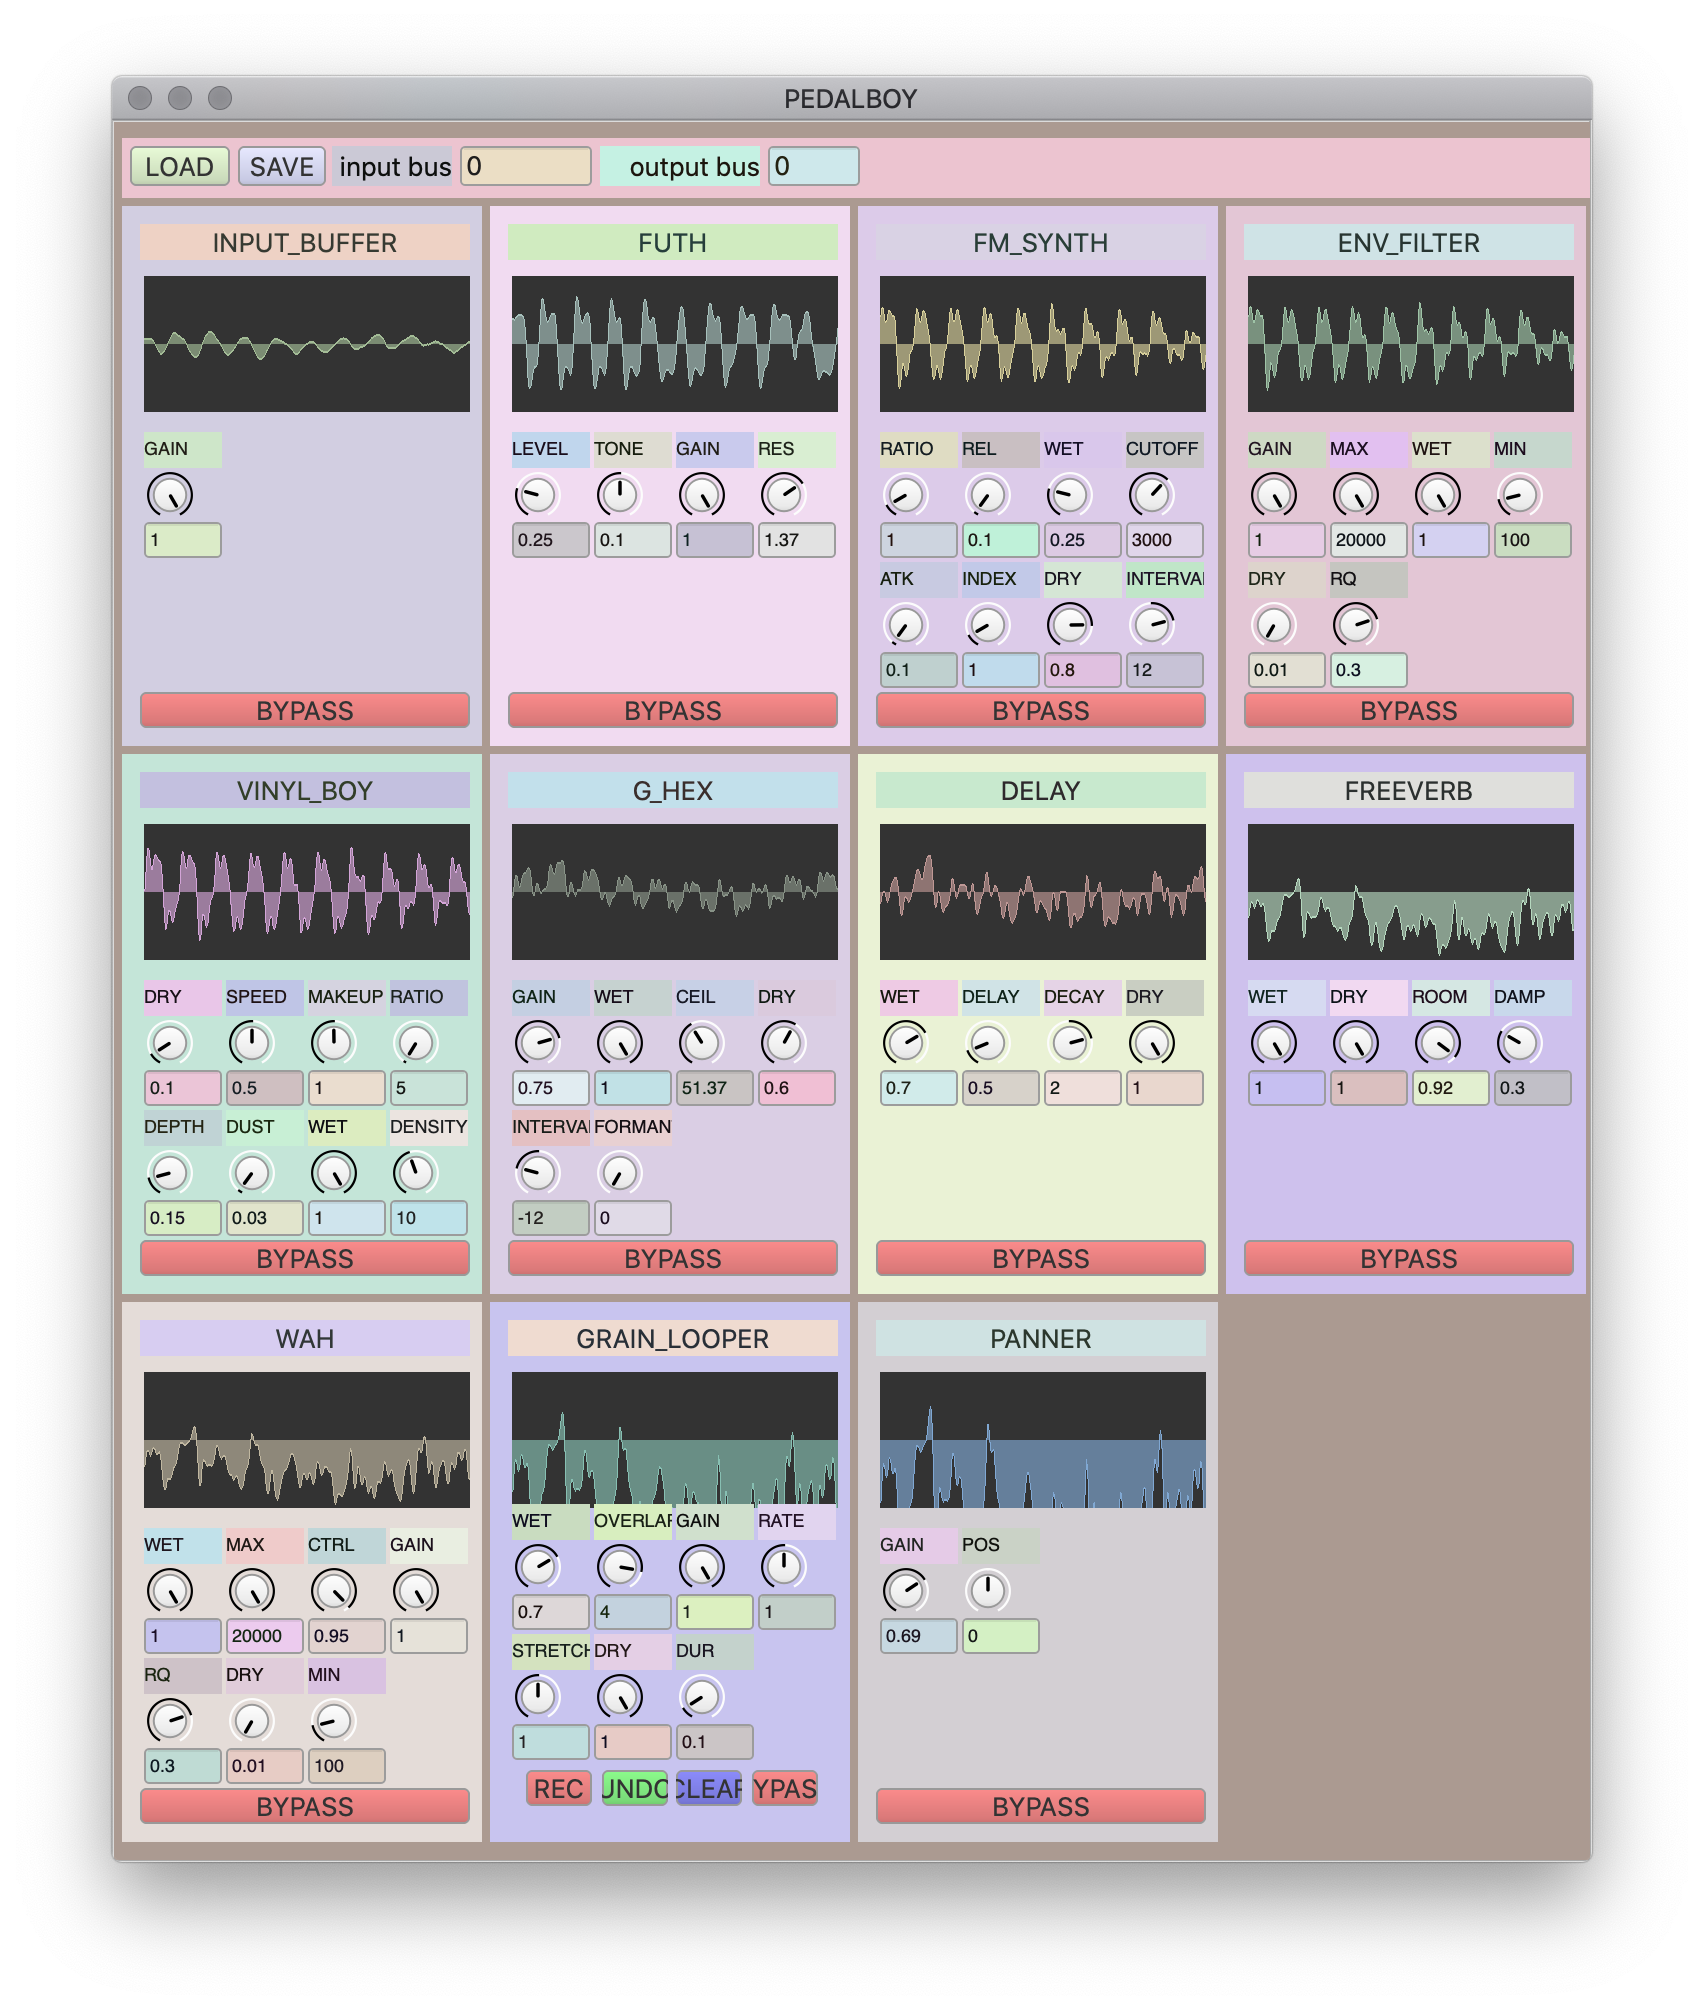 PEDALBOY
LOAD SAVE input bus 0 output bus 0
INPUT_BUFFER
GAIN
1
BYPASS
FUTH
LEVEL TONE GAIN RES
0.25 0.1 1 1.37
BYPASS
FM_SYNTH
RATIO REL WET CUTOFF
1 0.1 0.25 3000
ATK INDEX DRY INTERVA
0.1 1 0.8 12
BYPASS
ENV_FILTER
GAIN MAX WET MIN
1 20000 1 100
DRY RQ
0.01 0.3
BYPASS
VINYL_BOY
DRY SPEED MAKEUP RATIO
0.1 0.5 1 5
DEPTH DUST WET DENSITY
0.15 0.03 1 10
BYPASS
G_HEX
GAIN WET CEIL DRY
0.75 1 51.37 0.6
INTERVA FORMAN
-12 0
BYPASS
DELAY
WET DELAY DECAY DRY
0.7 0.5 2 1
BYPASS
FREEVERB
WET DRY ROOM DAMP
1 1 0.92 0.3
BYPASS
WAH
WET MAX CTRL GAIN
1 20000 0.95 1
RQ DRY MIN
0.3 0.01 100
BYPASS
GRAIN_LOOPER
WET OVERLAP GAIN RATE
0.7 4 1 1
STRETCH DRY DUR
1 1 0.1
REC UNDO CLEAR YPAS
PANNER
GAIN POS
0.69 0
BYPASS